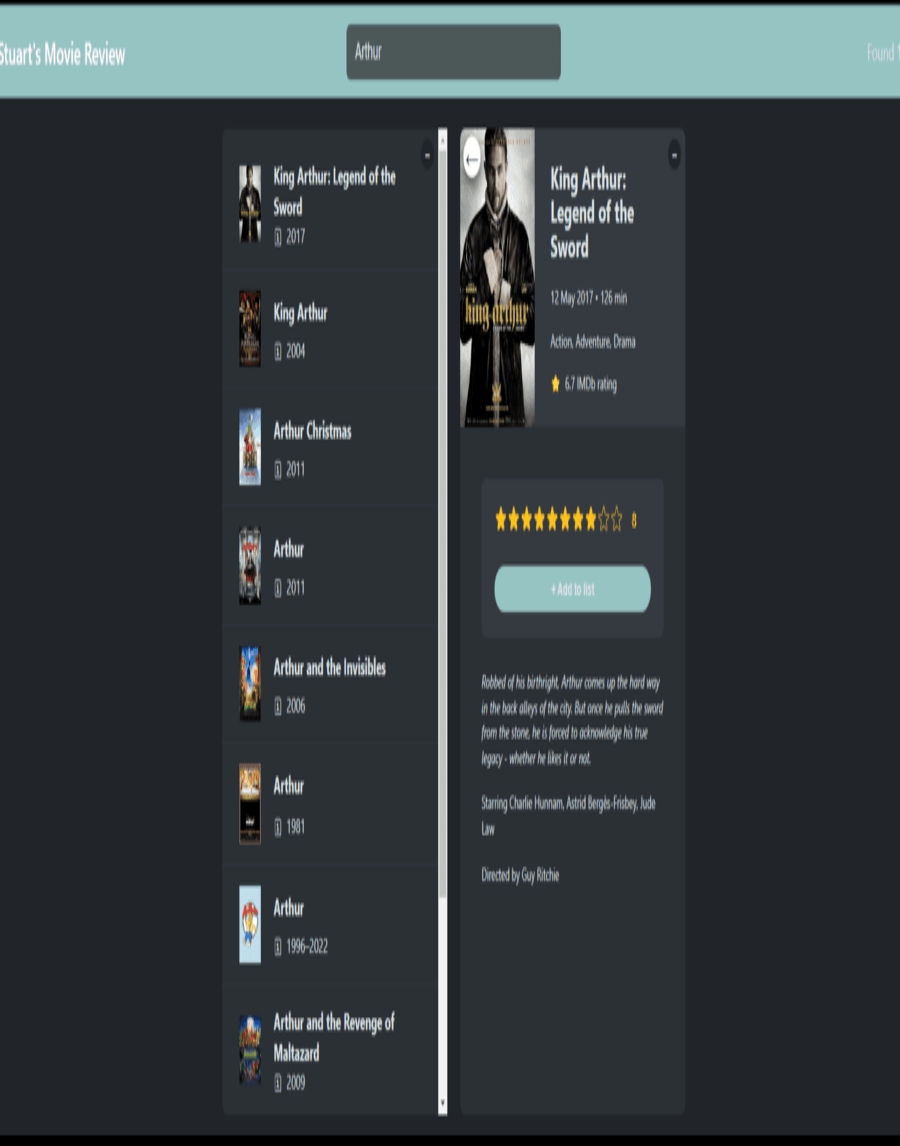 Stuart's Movie Review
Arthur
Found 1
King Arthur: Legend of the
Sword
2017
King Arthur
2004
Arthur Christmas
2011
Arthur
2011
Arthur and the Invisibles
2006
Arthur
1981
Arthur
1996–2022
Arthur and the Revenge of
Maltazard
2009
king arthur
King Arthur:
Legend of the
Sword
12 May 2017 • 126 min
Action, Adventure, Drama
6.7 IMDb rating
8
+ Add to list
Robbed of his birthright, Arthur comes up the hard way
in the back alleys of the city. But once he pulls the sword
from the stone, he is forced to acknowledge his true
legacy - whether he likes it or not.
Starring Charlie Hunnam, Astrid Bergès-Frisbey, Jude
Law
Directed by Guy Ritchie